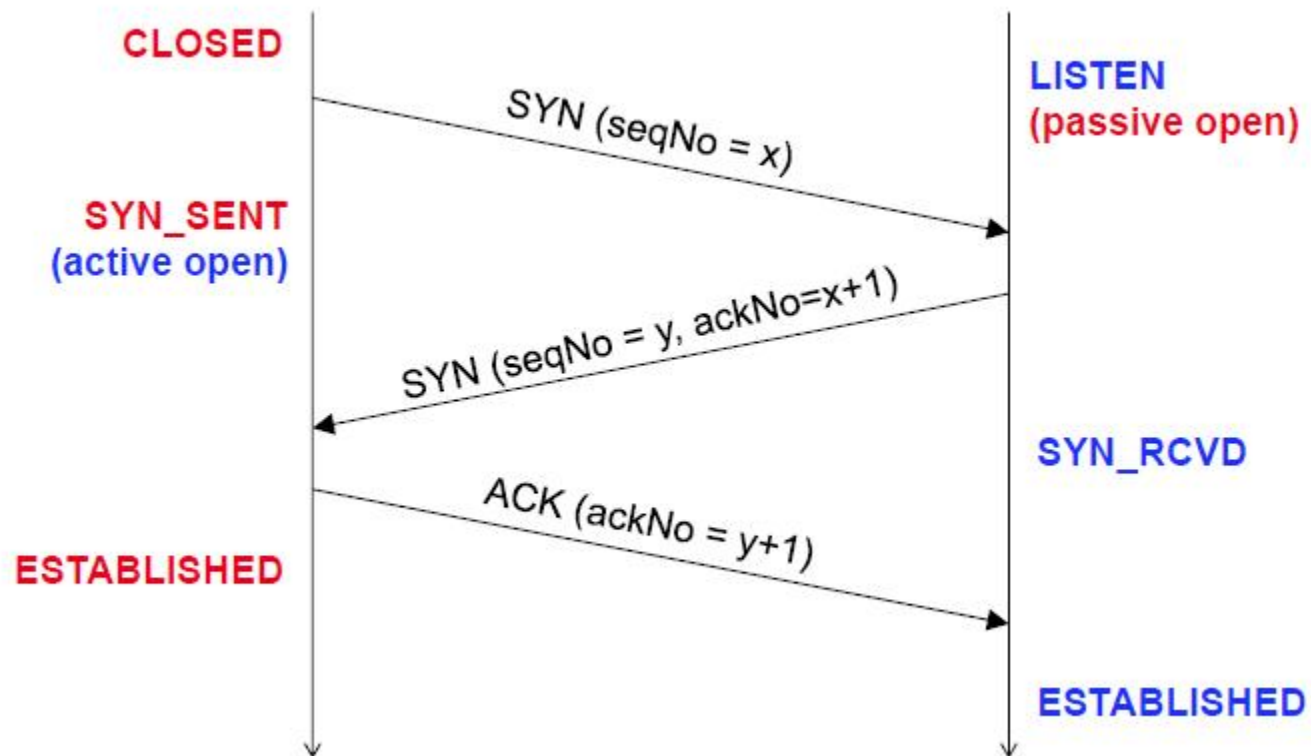 CLOSED
LISTEN
(passive open)
SYN (seqNo = x)
SYN_SENT
(active open)
SYN (seqNo = y, ackNo=x+1)
SYN_RCVD
ACK (ackNo = y+1)
ESTABLISHED
ESTABLISHED